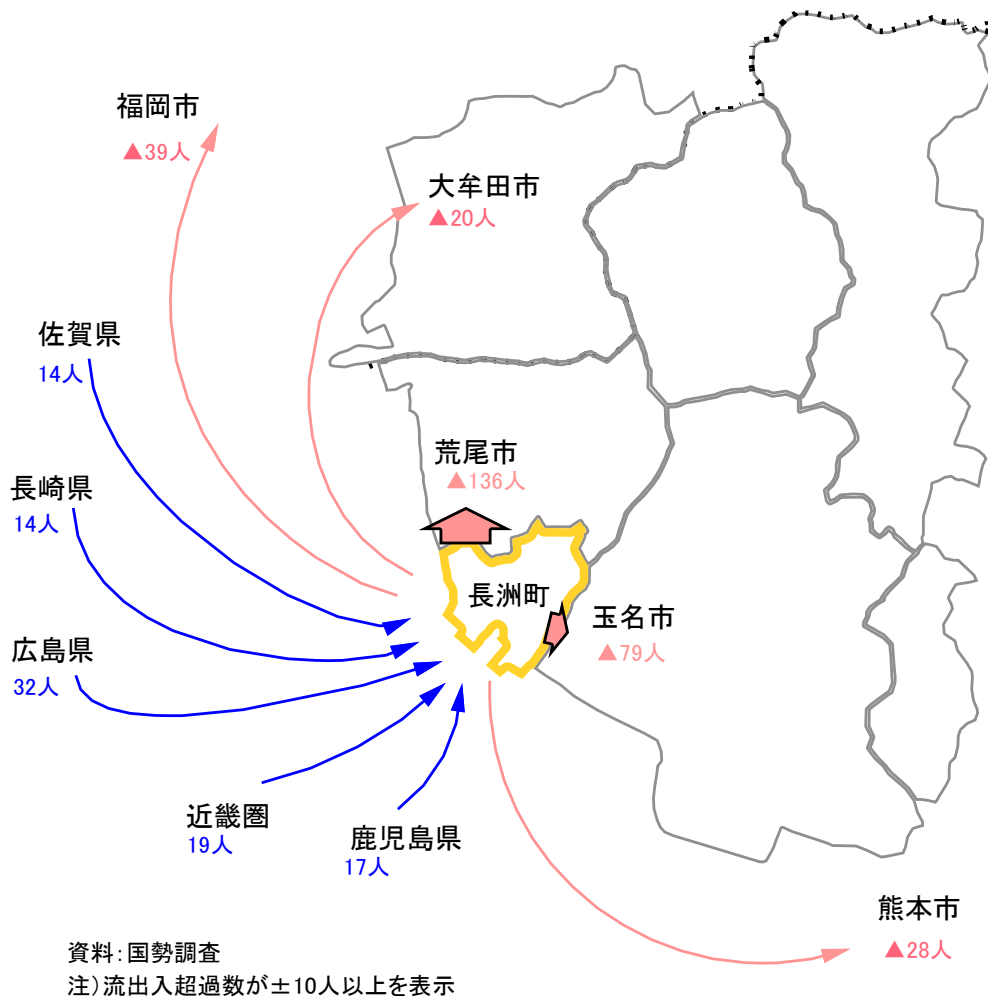 福岡市
▲39人
大牟田市
▲20人
佐賀県
14人
荒尾市
▲136人
長崎県
14人
長洲町
玉名市
▲79人
広島県
32人
近畿圏
19人
鹿児島県
17人
熊本市
▲28人
資料:国勢調査
注)流出入超過数が±10人以上を表示